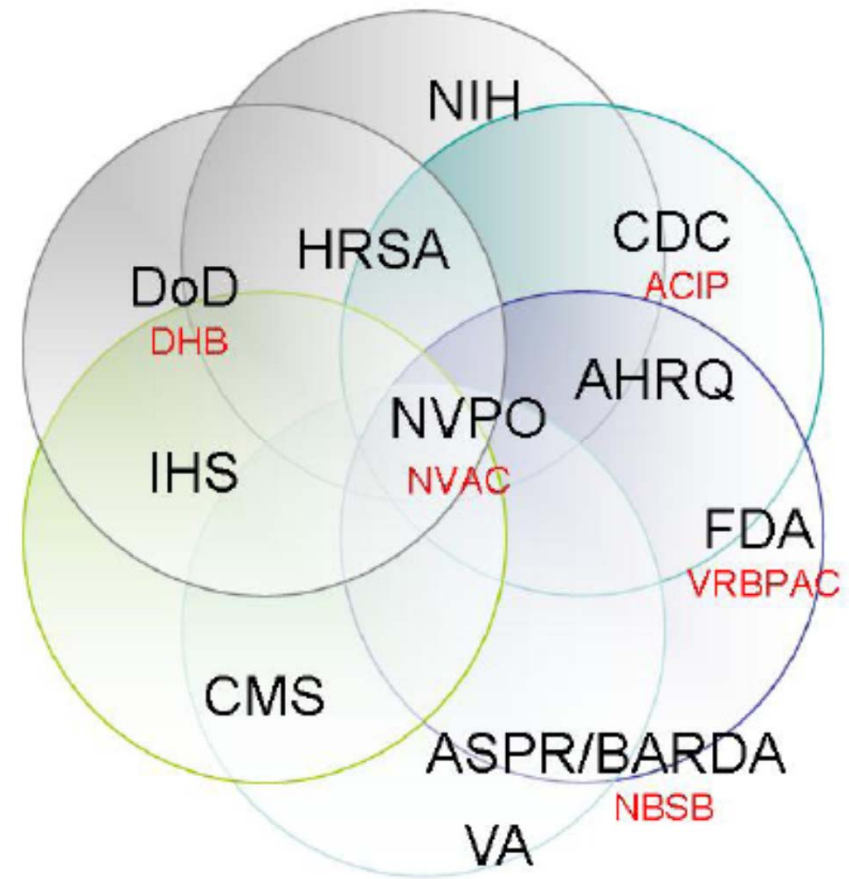 NIH
CDC
ACIP
HRSA
DoD
DHB
AHRQ
NVPO
NVAC
IHS
FDA
VRBPAC
CMS
ASPR/BARDA
NBSB
VA